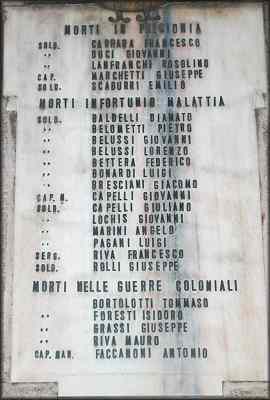 MORTI IN PRIGIONIA
SOLD. CARRARA FRANCESCO
,, DUCI GIOVANNI
,, LANFRANCHI ROSOLINO
CAP. MARCHETTI GIUSEPPE
SOLD. SCABURRI EMILIO
MORTI INFORTUNIO MALATTIA
SOLD. BALDELLI DIAMATO
,, BELOMETTI PIETRO
,, BELUSSI GIOVANNI
,, BELUSSI LORENZO
,, BETTERA FEDERICO
,, BONARDI LUIGI
,, BRESCIANI GIACOMO
CAP. M. CAPELLI GIOVANNI
SOLD. CAPELLI GIULIANO
,, LOCHIS GIOVANNI
,, MARINI ANGELO
,, PAGANI LUIGI
SERG. RIVA FRANCESCO
SOLD. ROLLI GIUSEPPE
MORTI NELLE GUERRE COLONIALI
BORTOLOTTI TOMMASO
,, FORESTI ISIDORO
,, GRASSI GIUSEPPE
,, RIVA MAURO
CAP. MAN. FACCANONI ANTONIO